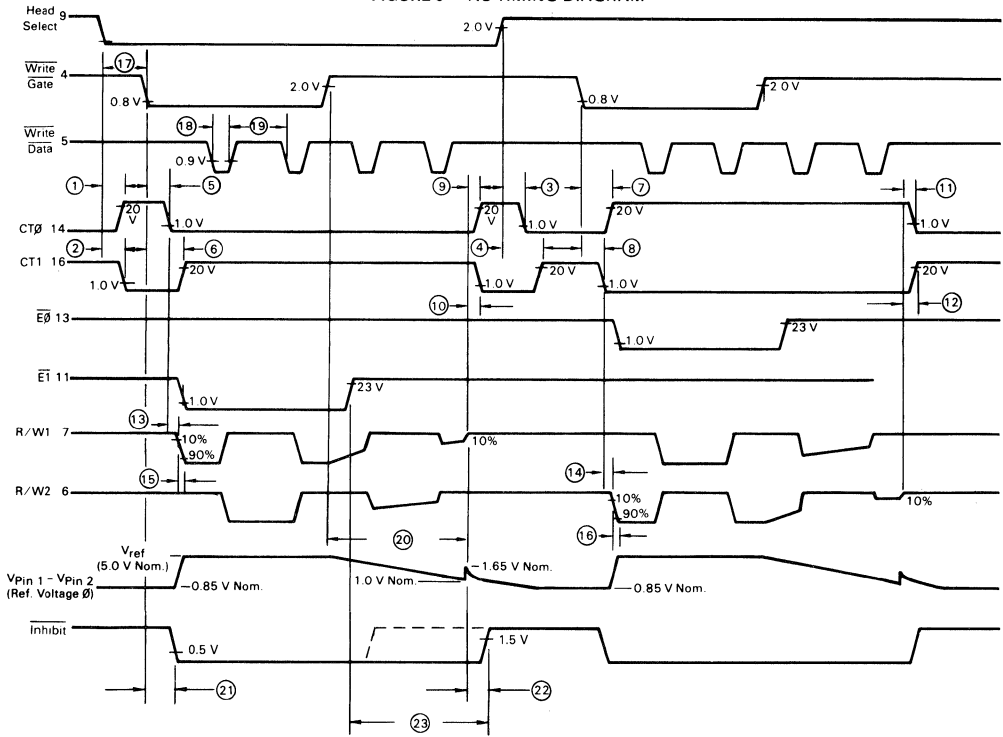 FIGURE 3 — AC TIMING DIAGRAM
Head Select 9
2.0 V
17
Write Gate 4
0.8 V
2.0 V
0.8 V
2.0 V
18
19
Write Data 5
0.9 V
1
5
9
3
7
11
20 V
20 V
20 V
CTØ 14
1.0 V
1.0 V
1.0 V
2
6
4
8
CT1 16
20 V
20 V
20 V
1.0 V
1.0 V
1.0 V
10
12
EØ 13
1.0 V
23 V
E1 11
1.0 V
23 V
13
R/W1 7
10%
90%
10%
15
14
R/W2 6
10%
90%
10%
16
20
Vref
(5.0 V Nom.)
1.65 V Nom.
1.0 V Nom.
VPin 1 – VPin 2
(Ref. Voltage Ø)
0.85 V Nom.
0.85 V Nom.
Inhibit
0.5 V
1.5 V
21
22
23